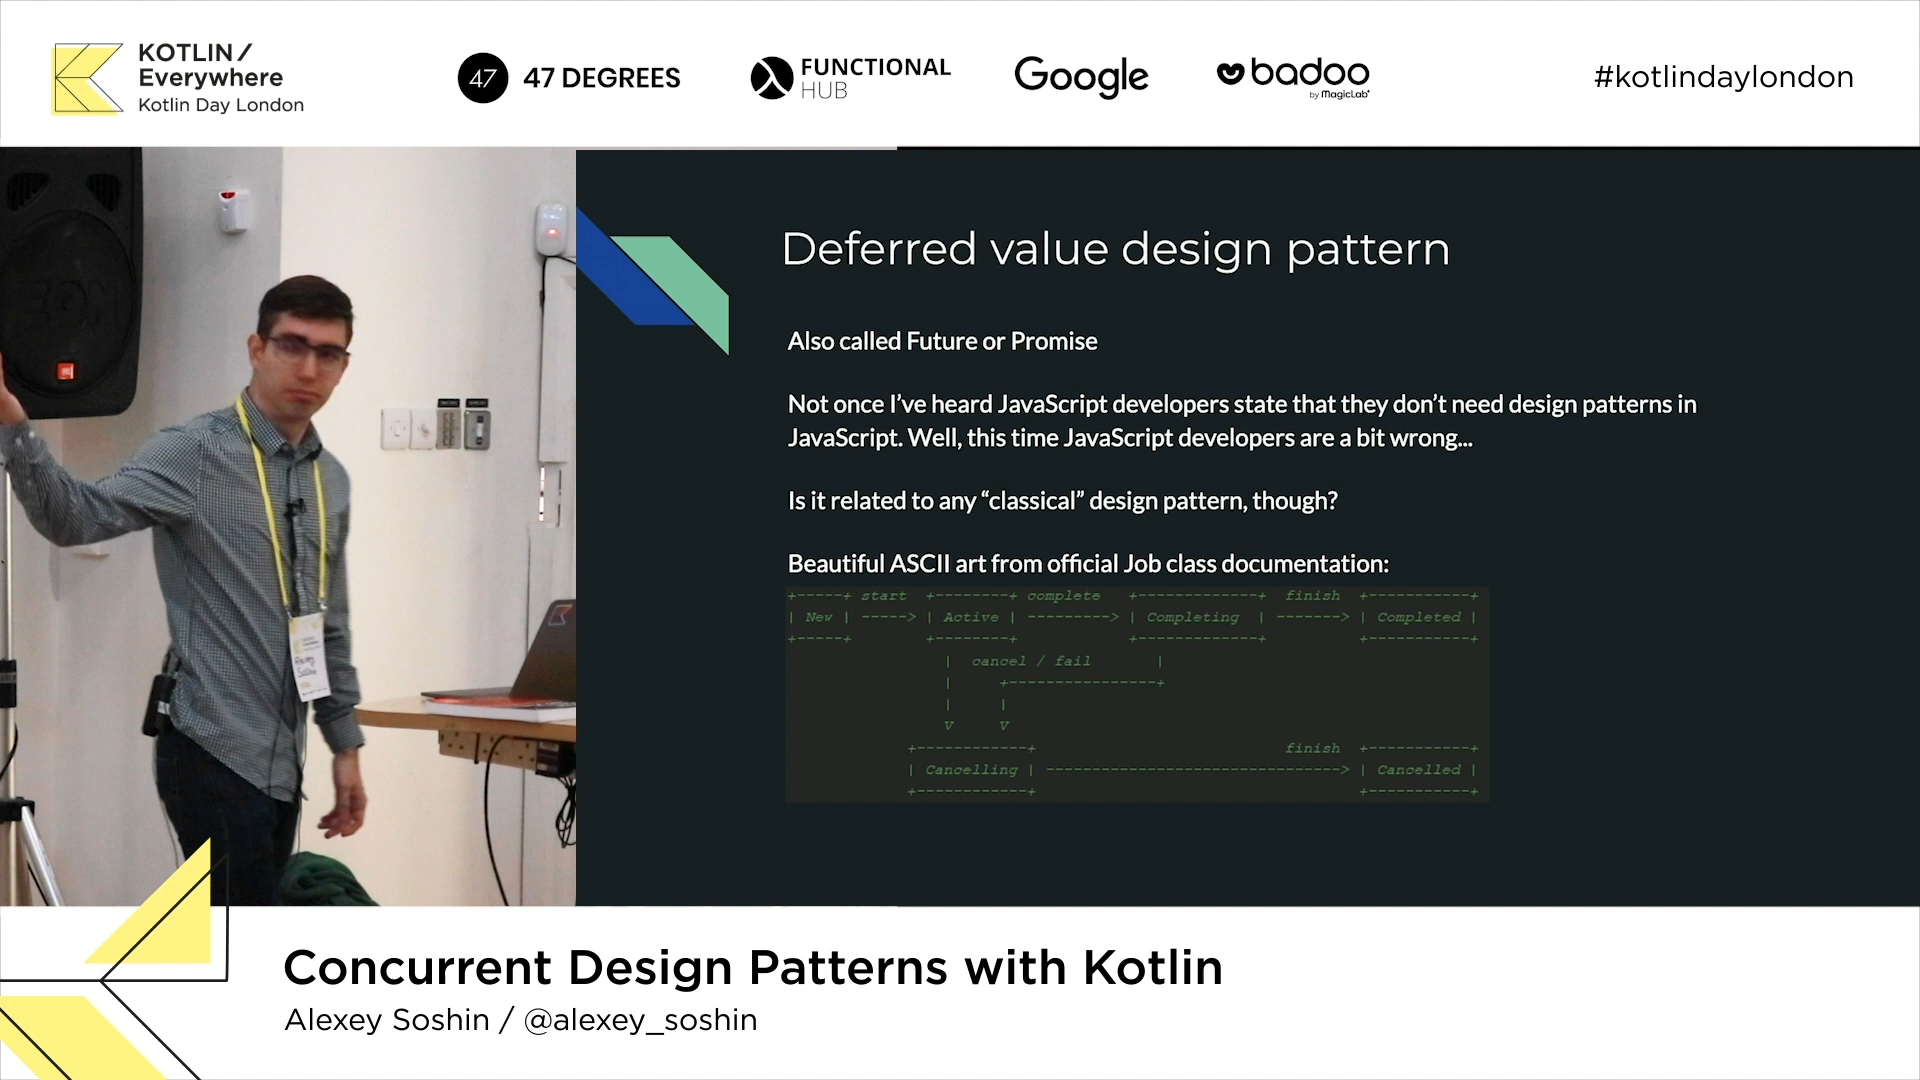 KOTLIN /
Everywhere
Kotlin Day London
47 47 DEGREES
FUNCTIONAL
HUB
Google
badoo
by MagicLab
#kotlindaylondon
Deferred value design pattern
Also called Future or Promise
Not once I've heard JavaScript developers state that they don't need design patterns in
JavaScript. Well, this time JavaScript developers are a bit wrong...
Is it related to any “classical” design pattern, though?
Beautiful ASCII art from official Job class documentation:
+-----+ start +--------+ complete +-----------+ finish +-----------+
| New | -----> | Active | ---------> | Completing | -------> | Completed |
+-----+ +--------+ +-----------+ +-----------+
| cancel / fail |
| +----------------+
| |
V V
+------------+ finish +-----------+
| Cancelling | --------------------------------> | Cancelled |
+------------+ +-----------+
Alexey
Concurrent Design Patterns with Kotlin
Alexey Soshin / @alexey_soshin